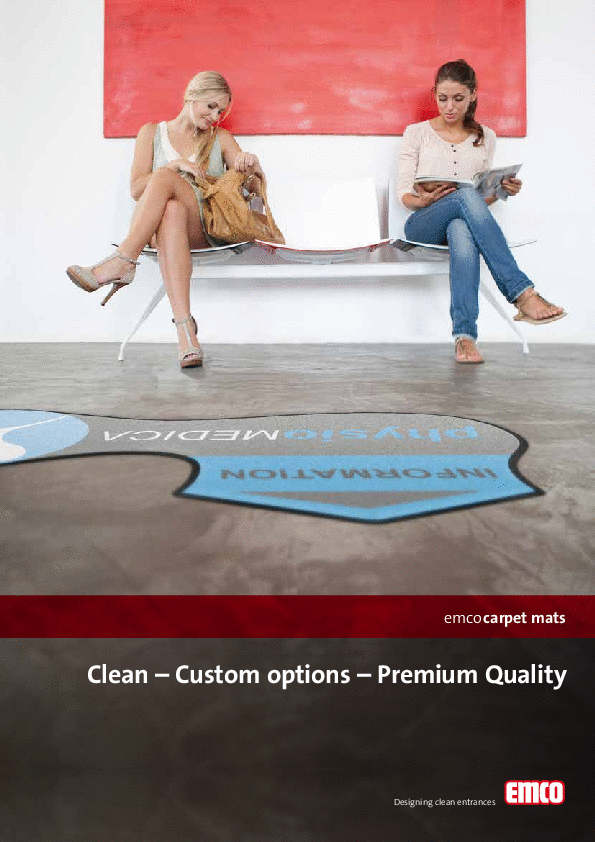 physioMEDICA
INFORMATION
emcocarpet mats
Clean – Custom options – Premium Quality
Designing clean entrances
EMCO